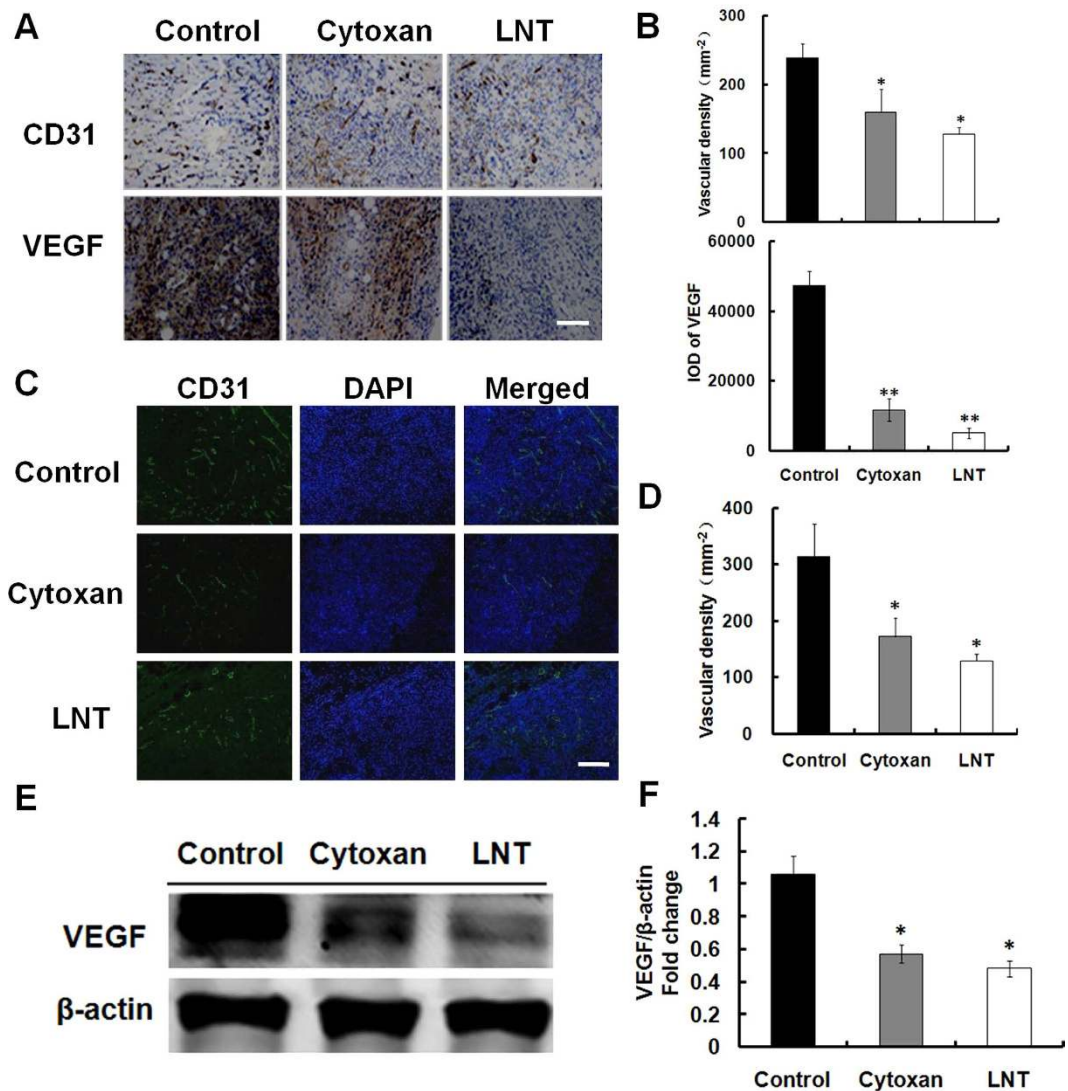 A
Control Cytoxan LNT
CD31
VEGF
B
Vascular density (mm-2)
300
200
100
0
*
*
IOD of VEGF
60000
40000
20000
0
**
**
Control Cytoxan LNT
C
CD31 DAPI Merged
Control
Cytoxan
LNT
D
Vascular density (mm-2)
400
300
200
100
0
*
*
Control Cytoxan LNT
E
Control Cytoxan LNT
VEGF
β-actin
F
VEGF/β-actin
Fold change
1.4
1.2
1
0.8
0.6
0.4
0.2
0
*
*
Control Cytoxan LNT